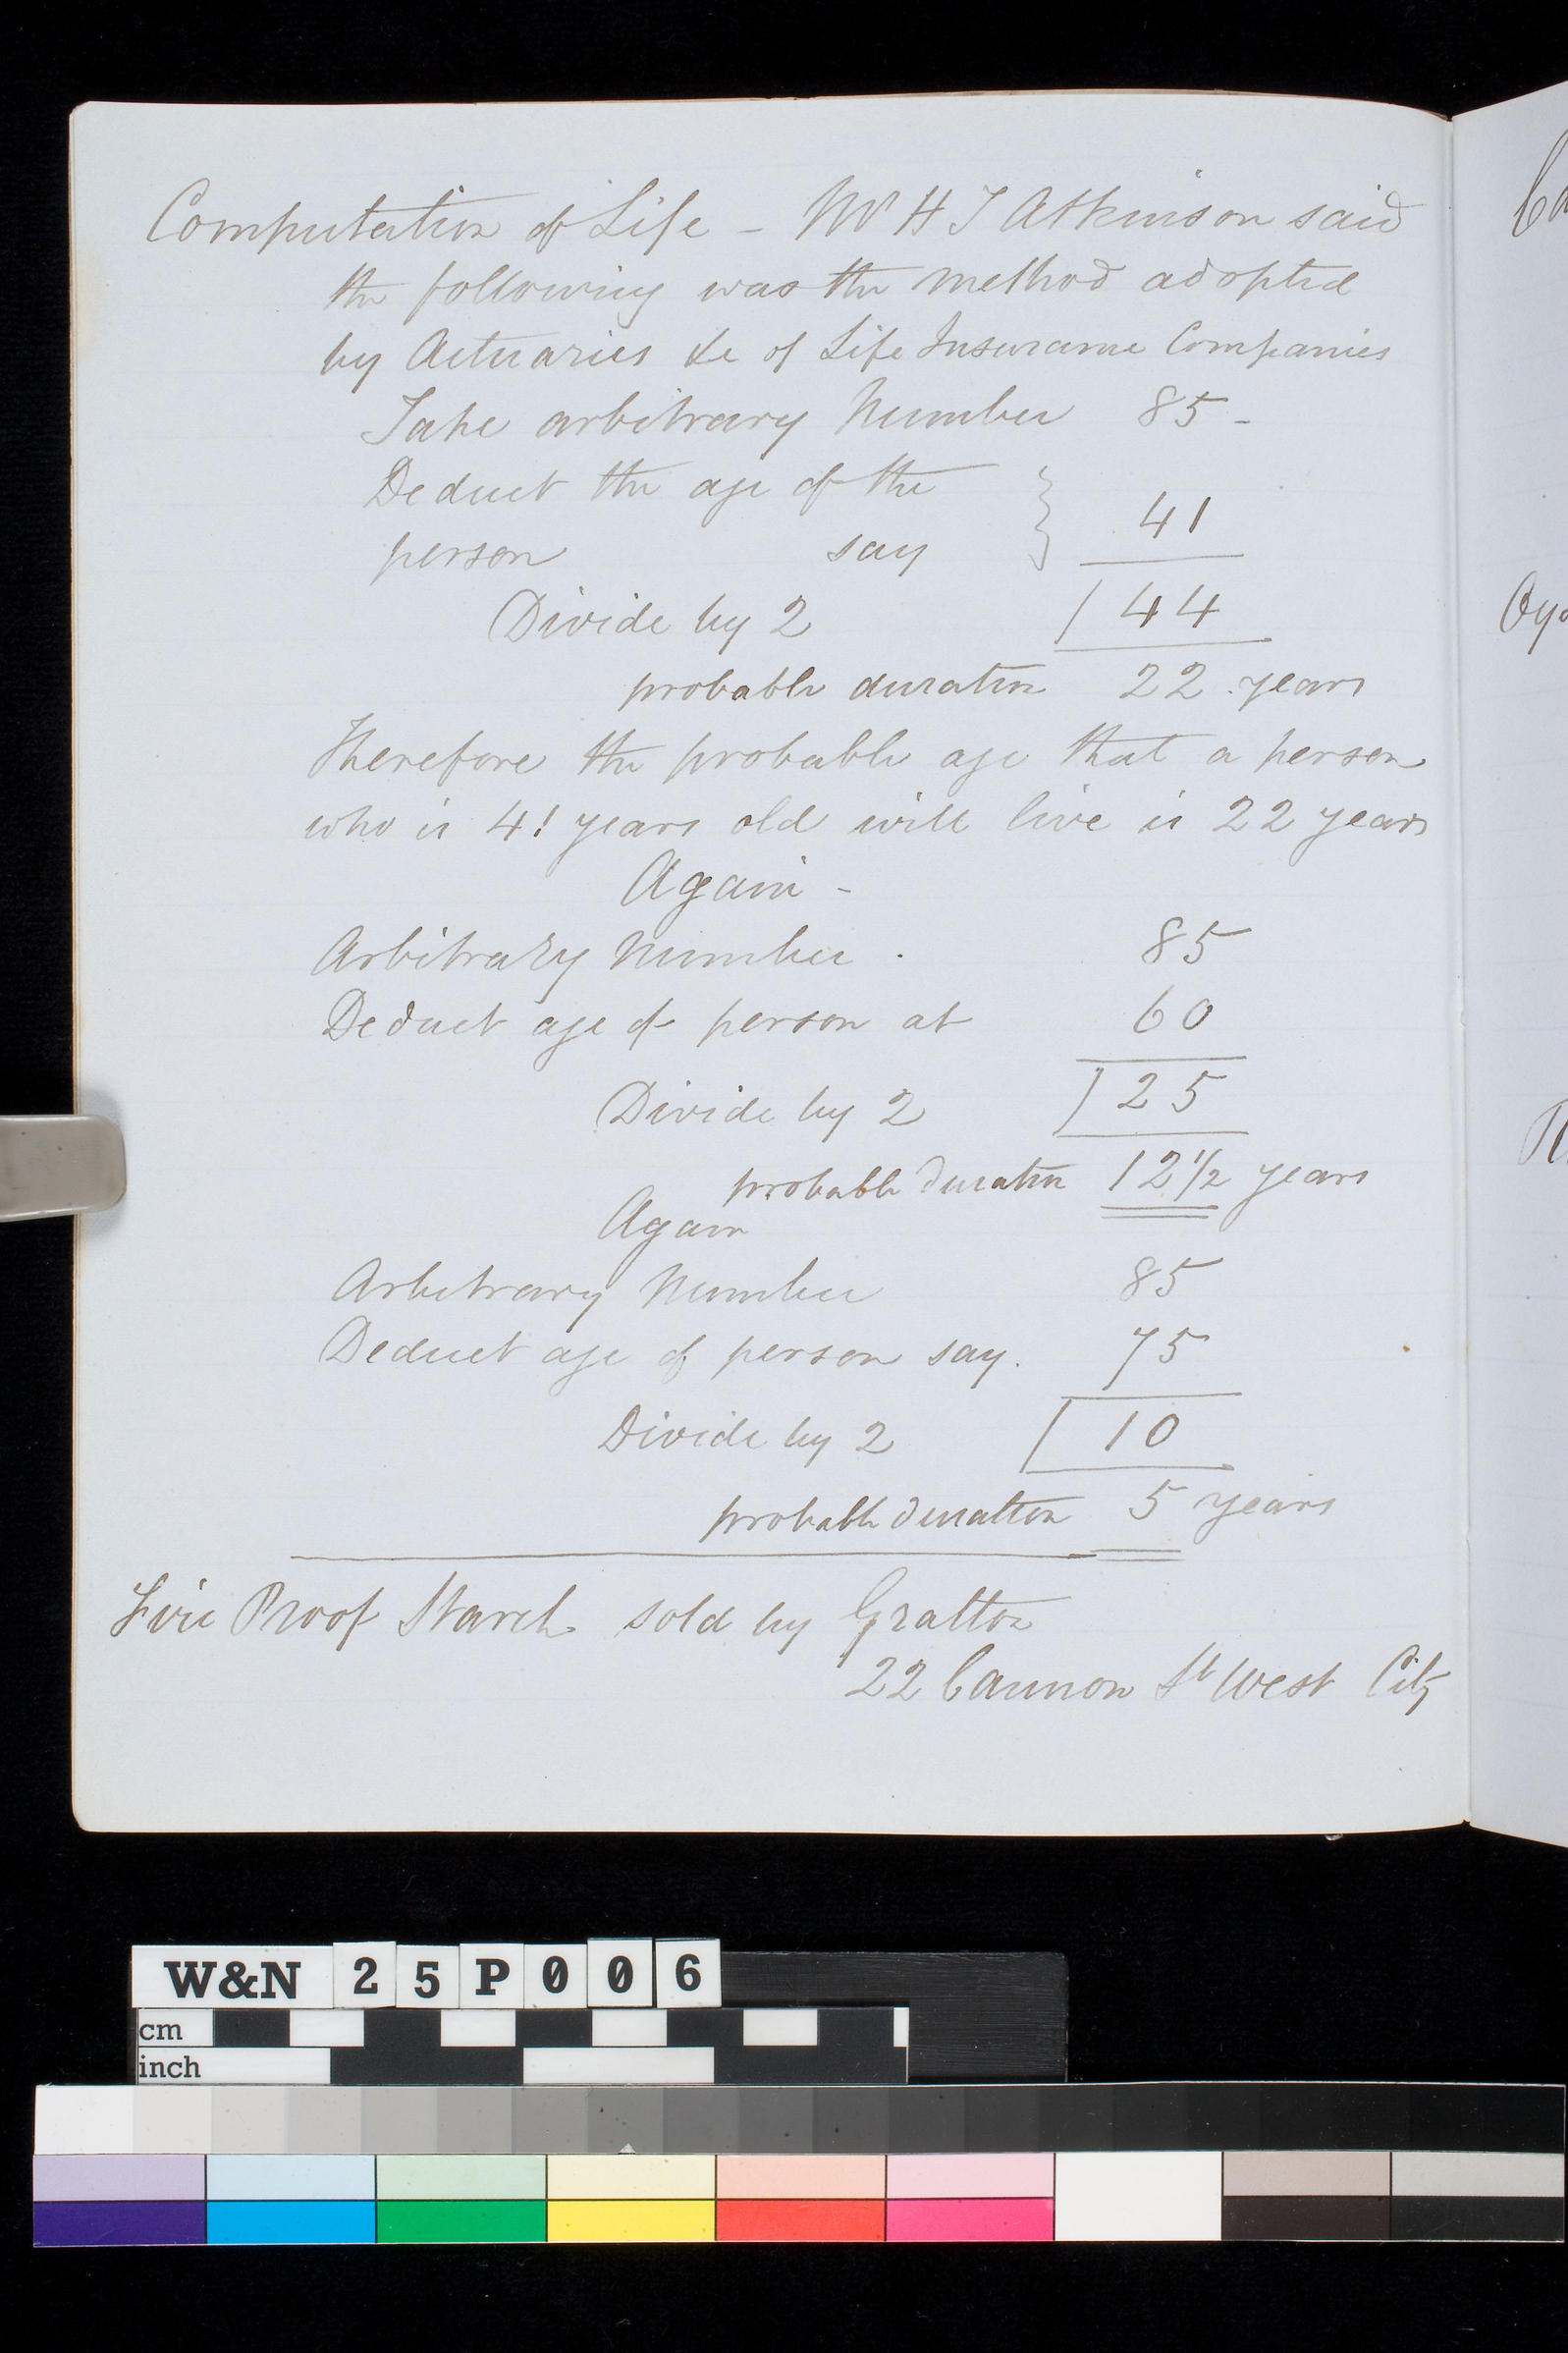 Computation of Life - Mr H J Atkinson said
the following was the method adopted
by Actuaries &c of Life Insurance Companies
Take arbitrary Number 85 -
Deduct the age of the
person say } 41
Divide by 2 / 44
probable duration 22 years
Therefore the probable age that a person
who is 41 years old will live is 22 years
Again -
Arbitrary Number . 85
Deduct age of person at 60
Divide by 2 / 25
probable duration 12 1/2 years
Again
Arbitrary Number 85
Deduct age of person say. 75
Divide by 2 / 10
probable duration 5 years
Fire Proof Starch sold by Gratton
22 Cannon St West City
W&N 25P006
cm
inch